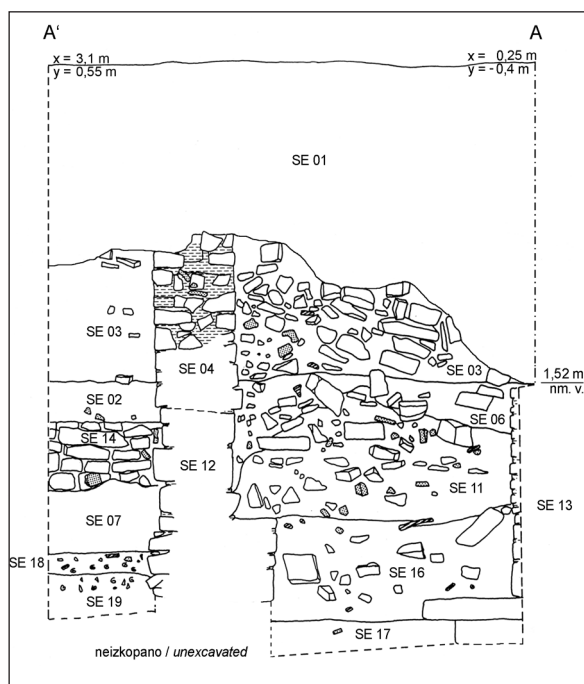 A'
A
x = 3,1 m
y = 0,55 m
x = 0,25 m
y = -0,4 m
SE 01
SE 03
SE 04
SE 03
1,52 m
nm. v.
SE 02
SE 06
SE 14
SE 12
SE 11
SE 07
SE 13
SE 18
SE 16
SE 19
SE 17
neizkopano / unexcavated